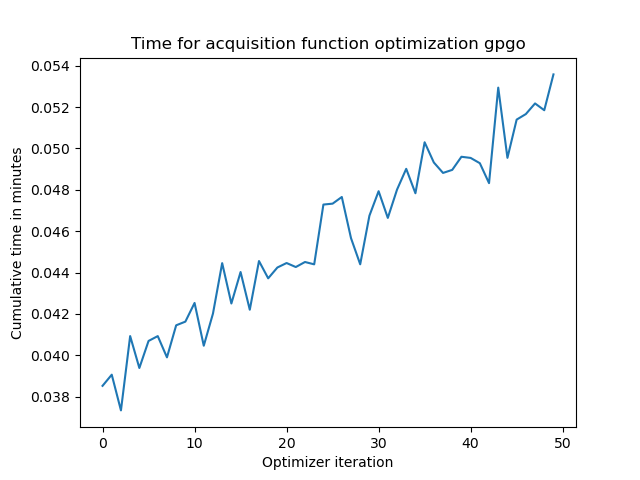 Time for acquisition function optimization gpgo
0.054
0.052
0.050
0.048
0.046
0.044
0.042
0.040
0.038
Cumulative time in minutes
0 10 20 30 40 50
Optimizer iteration